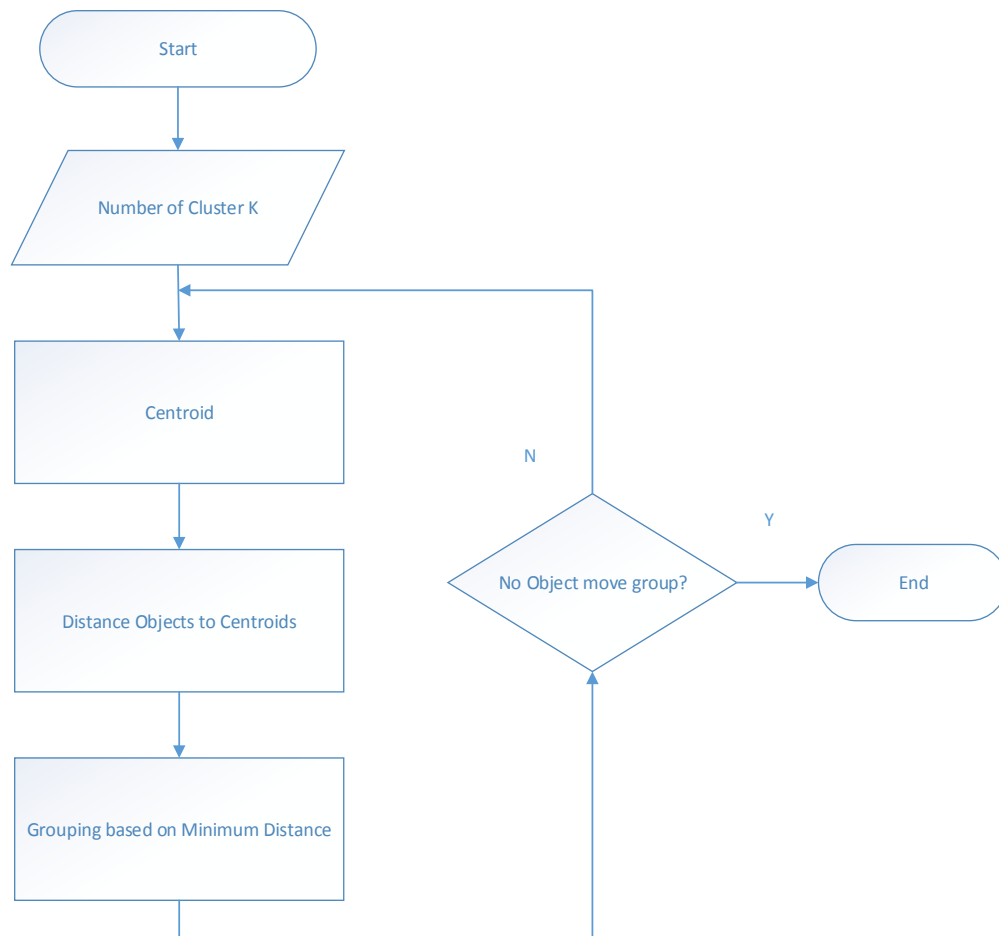 Start
Number of Cluster K
Centroid
N
Y
No Object move group?
End
Distance Objects to Centroids
Grouping based on Minimum Distance